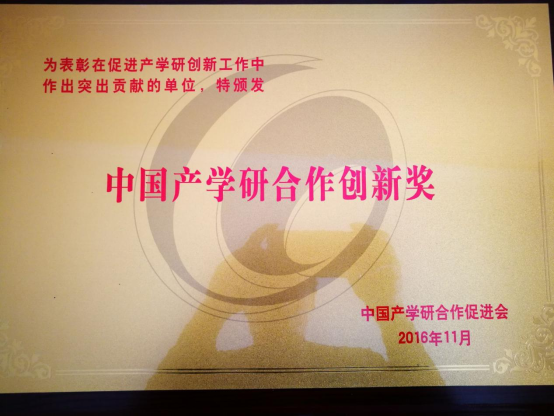 为表彰在促进产学研创新工作中
作出突出贡献的单位，特颁发
中国产学研合作创新奖
中国产学研合作促进会
2016年11月